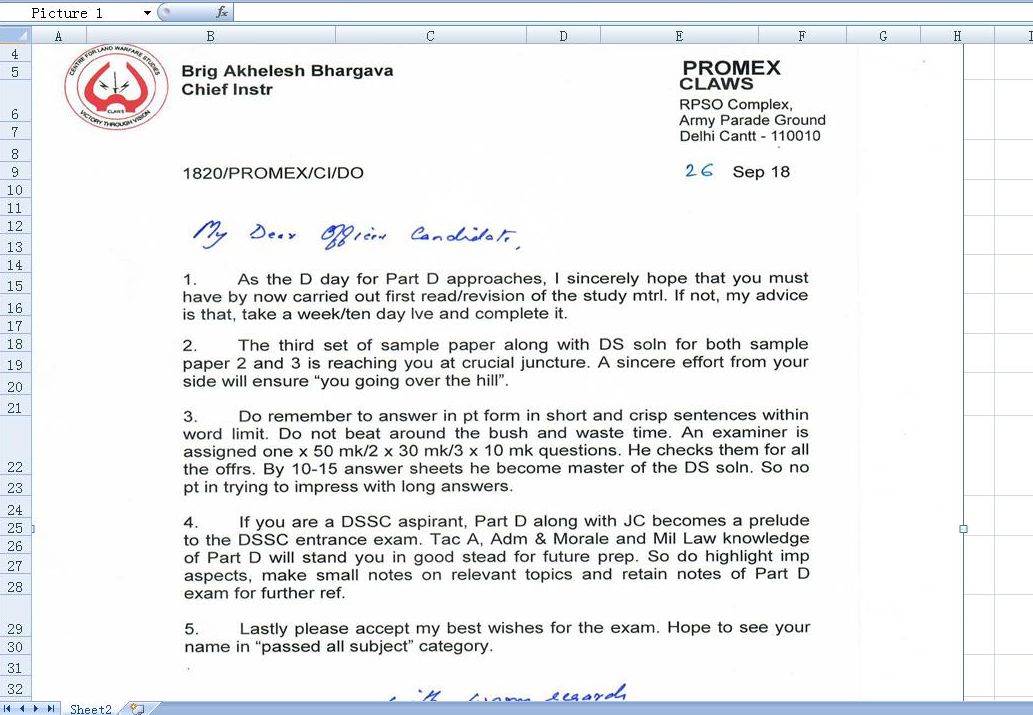 Picture 1
fx
A B C D E F G H I
4
5
6
7
8
9
10
11
12
13
14
15
16
17
18
19
20
21
22
23
24
25
26
27
28
29
30
31
32
CENTRE FOR LAND WARFARE STUDIES
CLAWS
VICTORY THROUGH VISION
Brig Akhelesh Bhargava
Chief Instr
PROMEX
CLAWS
RPSO Complex,
Army Parade Ground
Delhi Cantt - 110010
1820/PROMEX/CI/DO
26 Sep 18
My Dear Officer Candidate,
1. As the D day for Part D approaches, I sincerely hope that you must
have by now carried out first read/revision of the study mtrl. If not, my advice
is that, take a week/ten day lve and complete it.
2. The third set of sample paper along with DS soln for both sample
paper 2 and 3 is reaching you at crucial juncture. A sincere effort from your
side will ensure “you going over the hill”.
3. Do remember to answer in pt form in short and crisp sentences within
word limit. Do not beat around the bush and waste time. An examiner is
assigned one x 50 mk/2 x 30 mk/3 x 10 mk questions. He checks them for all
the offrs. By 10-15 answer sheets he become master of the DS soln. So no
pt in trying to impress with long answers.
4. If you are a DSSC aspirant, Part D along with JC becomes a prelude
to the DSSC entrance exam. Tac A, Adm & Morale and Mil Law knowledge
of Part D will stand you in good stead for future prep. So do highlight imp
aspects, make small notes on relevant topics and retain notes of Part D
exam for further ref.
5. Lastly please accept my best wishes for the exam. Hope to see your
name in “passed all subject” category.
with warm regards
Sheet2